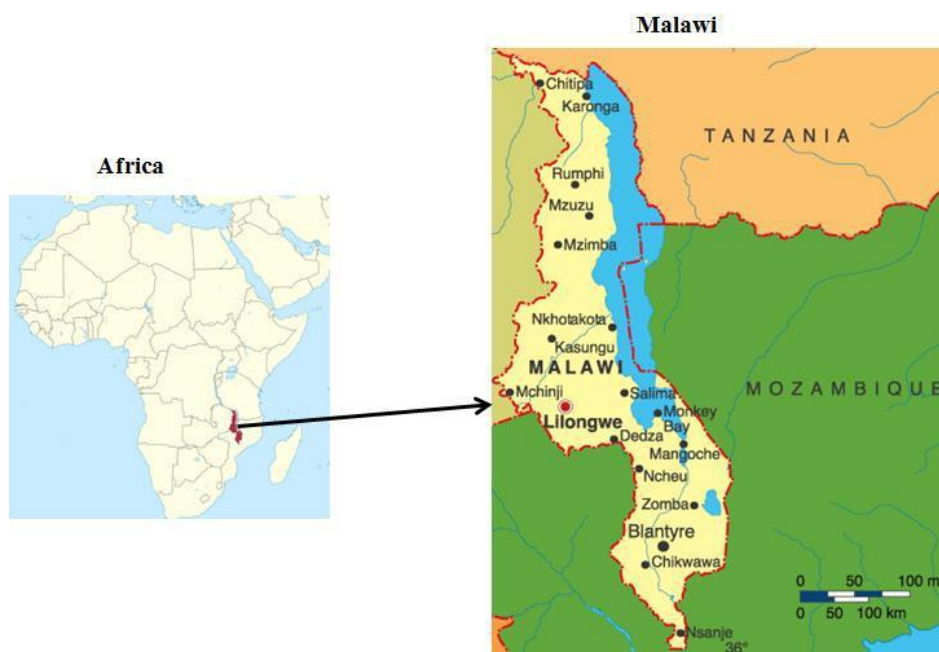 Malawi
Africa
Chitipa
Karonga
TANZANIA
Rumphi
Mzuzu
Mzimba
Nkhotakota
Kasungu
MALAWI
MOZAMBIQUE
Mchinji
Salima
Lilongwe
Monkey
Bay
Dedza
Mangoche
Ncheu
Zomba
Blantyre
Chikwawa
0 50 100 m
0 50 100 km
Nsanje
36°